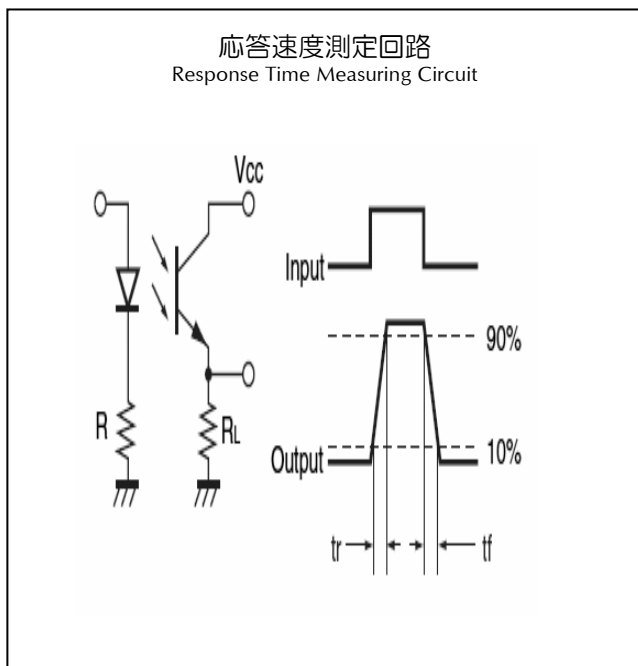 応答速度測定回路
Response Time Measuring Circuit
Vcc
Input
90%
R
RL
Output
10%
tr
tf